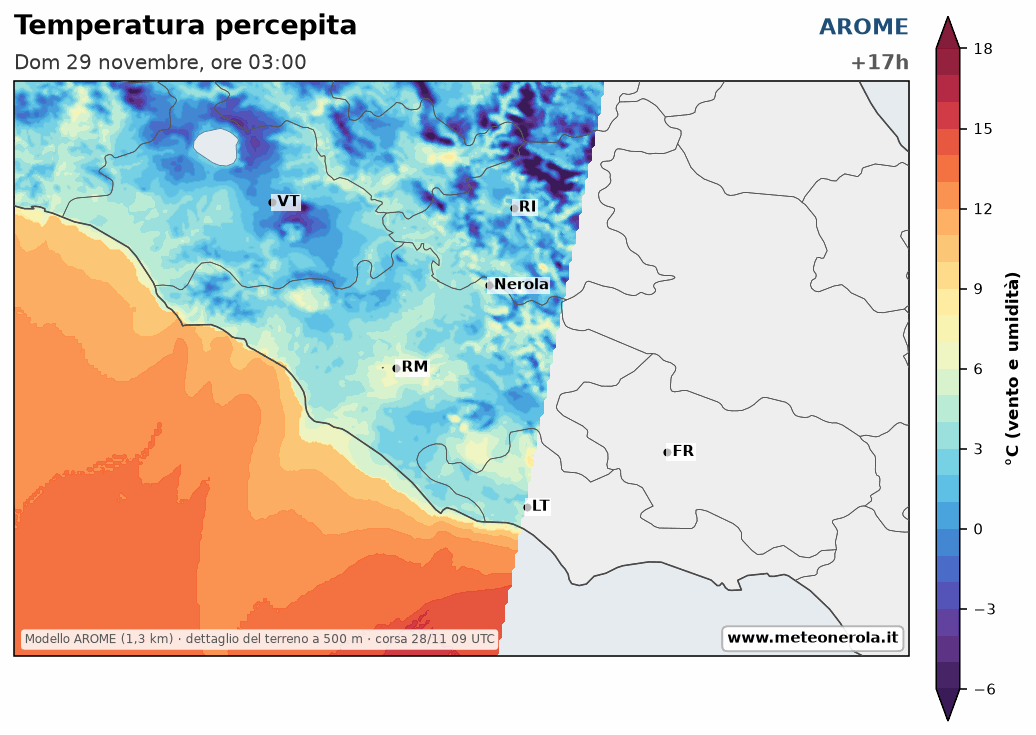 Temperatura percepita
AROME
Dom 29 novembre, ore 03:00
+17h
VT
RI
Nerola
RM
FR
LT
Modello AROME (1,3 km) · dettaglio del terreno a 500 m · corsa 28/11 09 UTC
www.meteonerola.it
18
15
12
9
6
3
0
−3
−6
°C (vento e umidità)